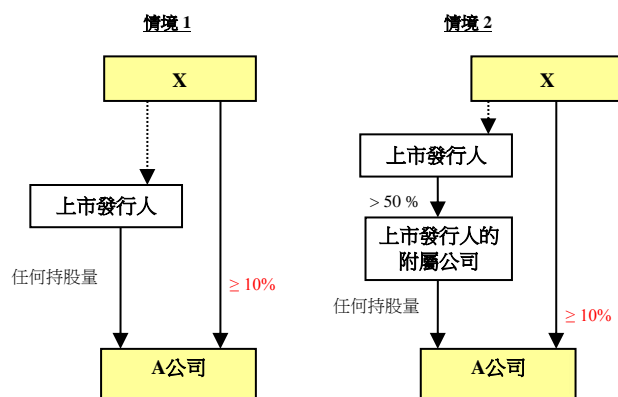 情境 1
X
上市發行人
任何持股量
≥ 10%
A公司
情境 2
X
上市發行人
> 50 %
上市發行人的
附屬公司
任何持股量
≥ 10%
A公司